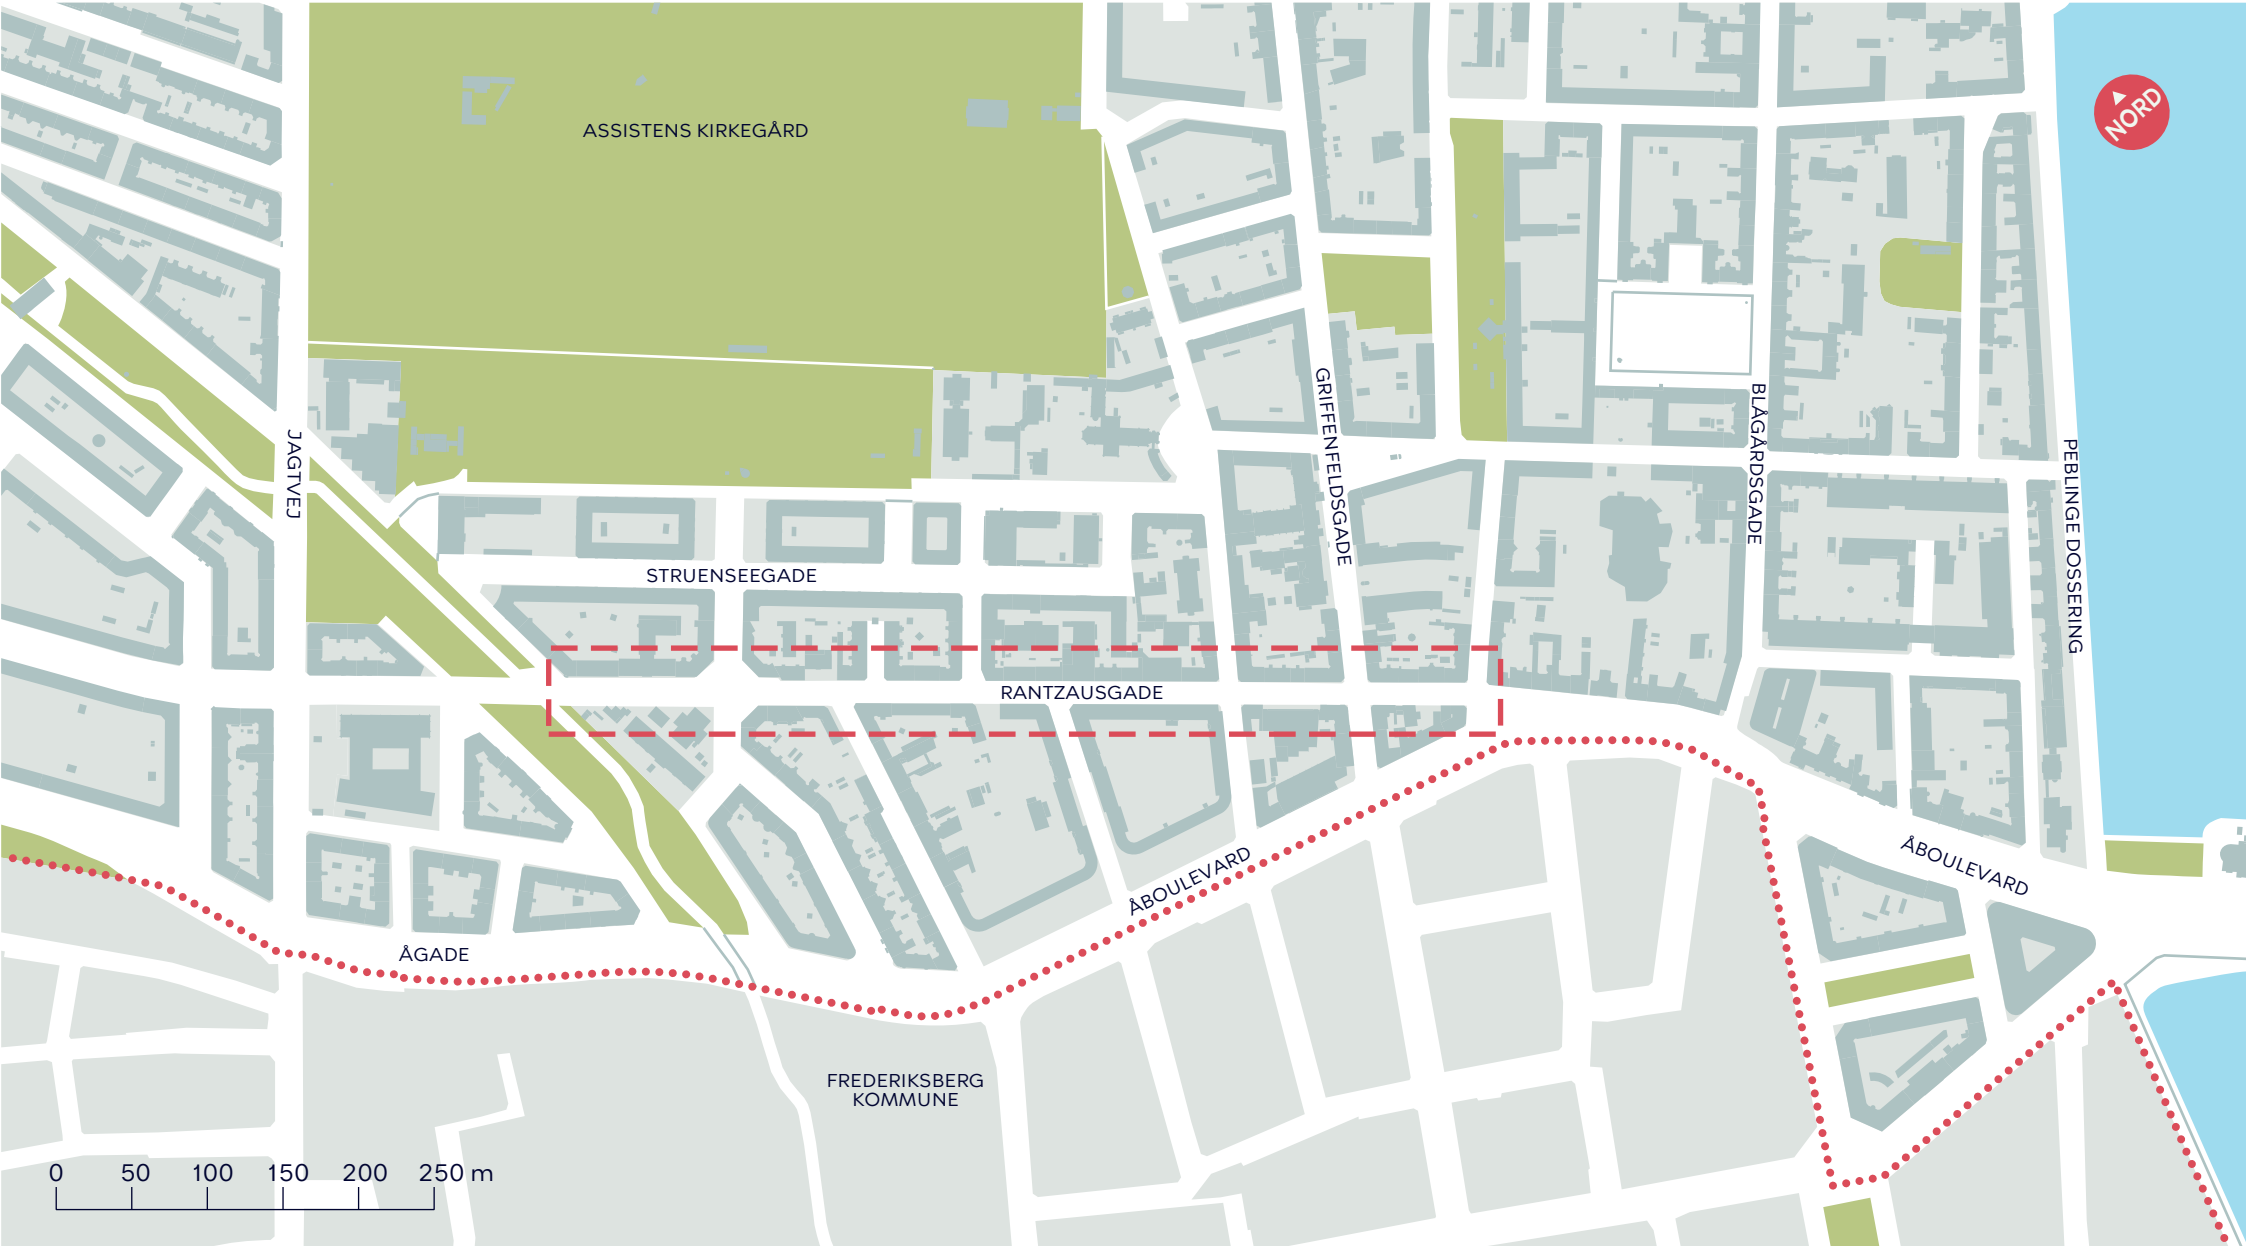 NORD
ASSISTENS KIRKEGÅRD
GRIFFENFELDSGADE
BLÅGÅRDSGADE
JAGTVEJ
PEBLINGE DOSSERING
STRUENSEEGADE
RANTZAUSGADE
ÅBOULEVARD
ÅBOULEVARD
ÅGADE
FREDERIKSBERG
KOMMUNE
0 50 100 150 200 250 m